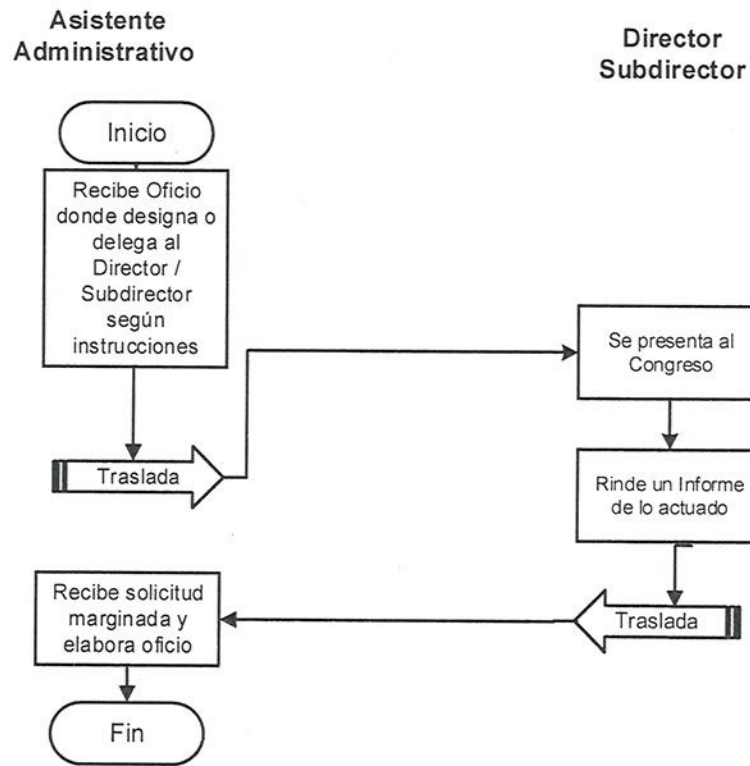 Asistente
Administrativo
Director
Subdirector
Inicio
Recibe Oficio
donde designa o
delega al
Director /
Subdirector
según
instrucciones
Traslada
Se presenta al
Congreso
Rinde un Informe
de lo actuado
Traslada
Recibe solicitud
marginada y
elabora oficio
Fin